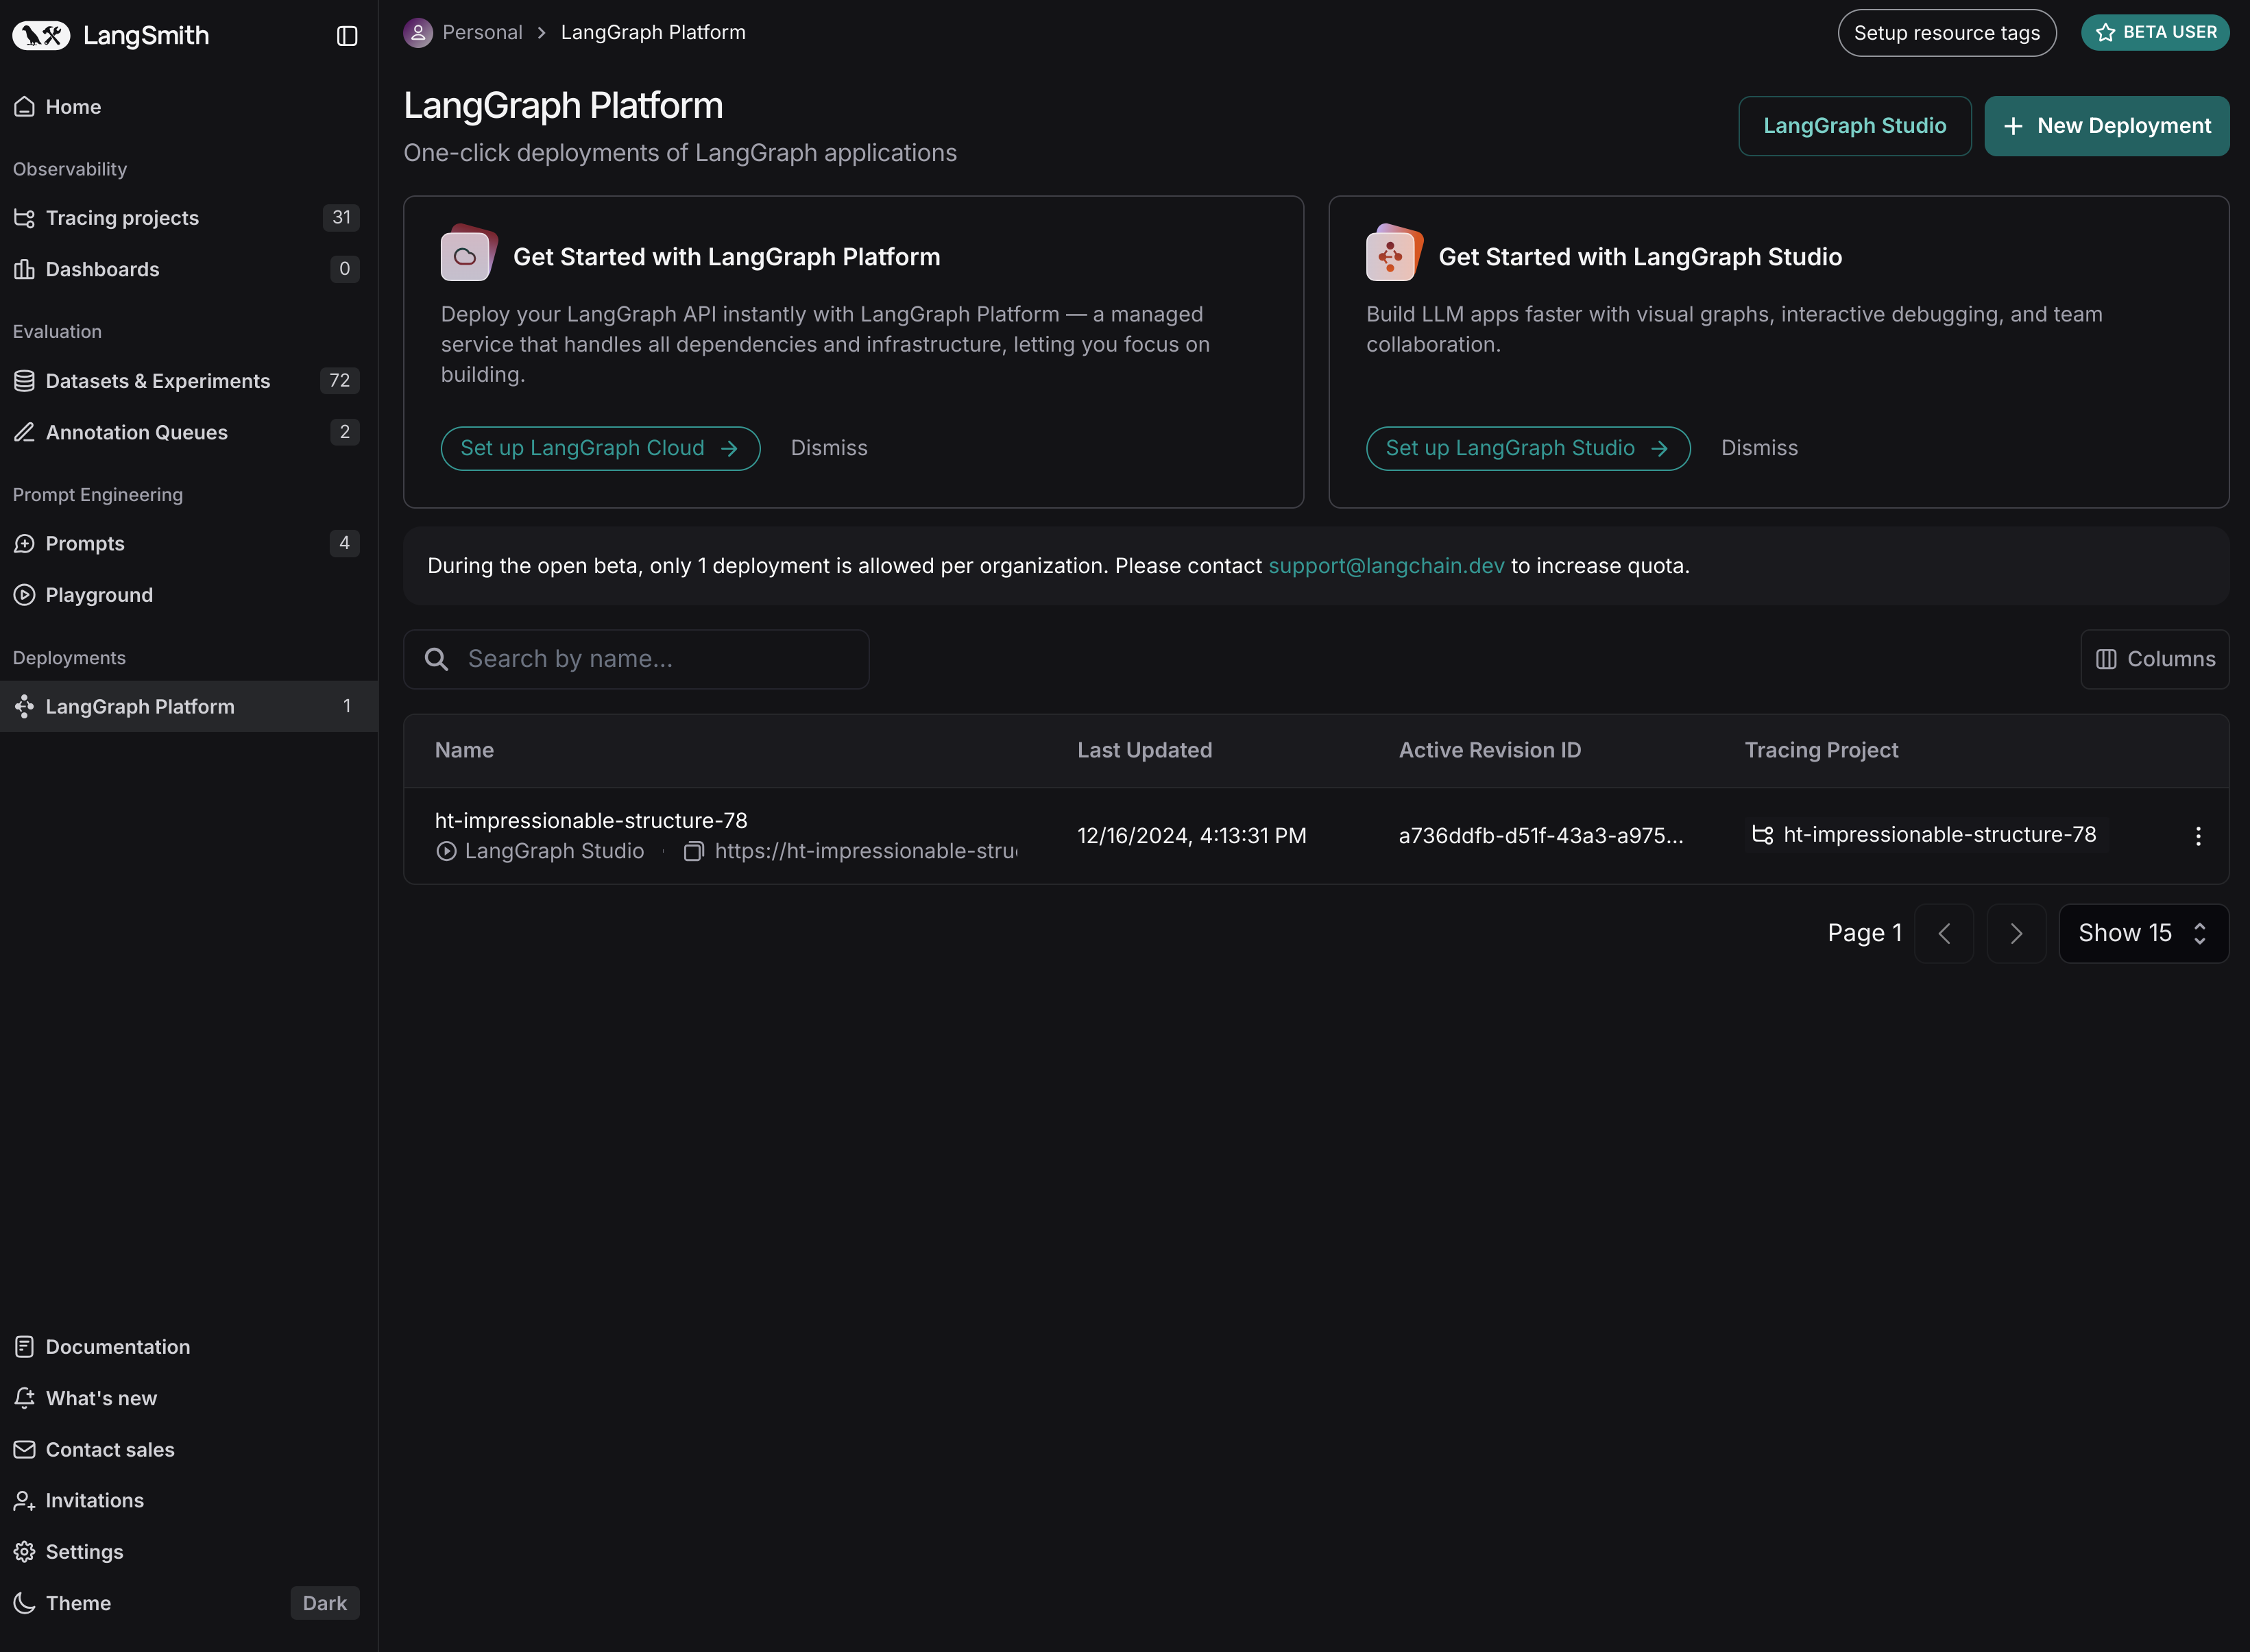 LangSmith
Home
Observability
Tracing projects 31
Dashboards 0
Evaluation
Datasets & Experiments 72
Annotation Queues 2
Prompt Engineering
Prompts 4
Playground
Deployments
LangGraph Platform 1
Documentation
What's new
Contact sales
Invitations
Settings
Theme Dark
Personal > LangGraph Platform
Setup resource tags
BETA USER
LangGraph Platform
One-click deployments of LangGraph applications
LangGraph Studio
+ New Deployment
Get Started with LangGraph Platform
Deploy your LangGraph API instantly with LangGraph Platform — a managed
service that handles all dependencies and infrastructure, letting you focus on
building.
Set up LangGraph Cloud → Dismiss
Get Started with LangGraph Studio
Build LLM apps faster with visual graphs, interactive debugging, and team
collaboration.
Set up LangGraph Studio → Dismiss
During the open beta, only 1 deployment is allowed per organization. Please contact support@langchain.dev to increase quota.
Search by name...
Columns
Name Last Updated Active Revision ID Tracing Project
ht-impressionable-structure-78
LangGraph Studio · https://ht-impressionable-stru
12/16/2024, 4:13:31 PM
a736ddfb-d51f-43a3-a975...
ht-impressionable-structure-78
Page 1
Show 15